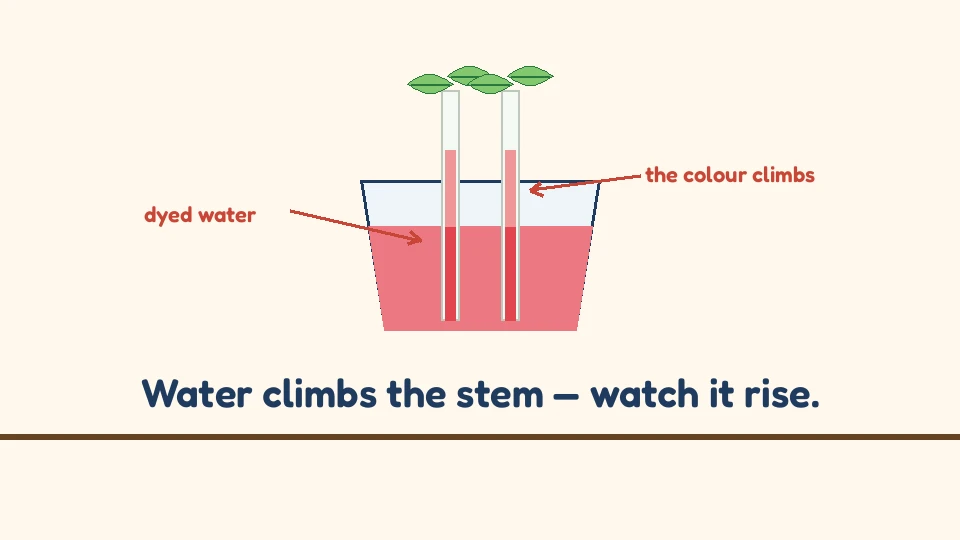 the colour climbs
dyed water
Water climbs the stem — watch it rise.